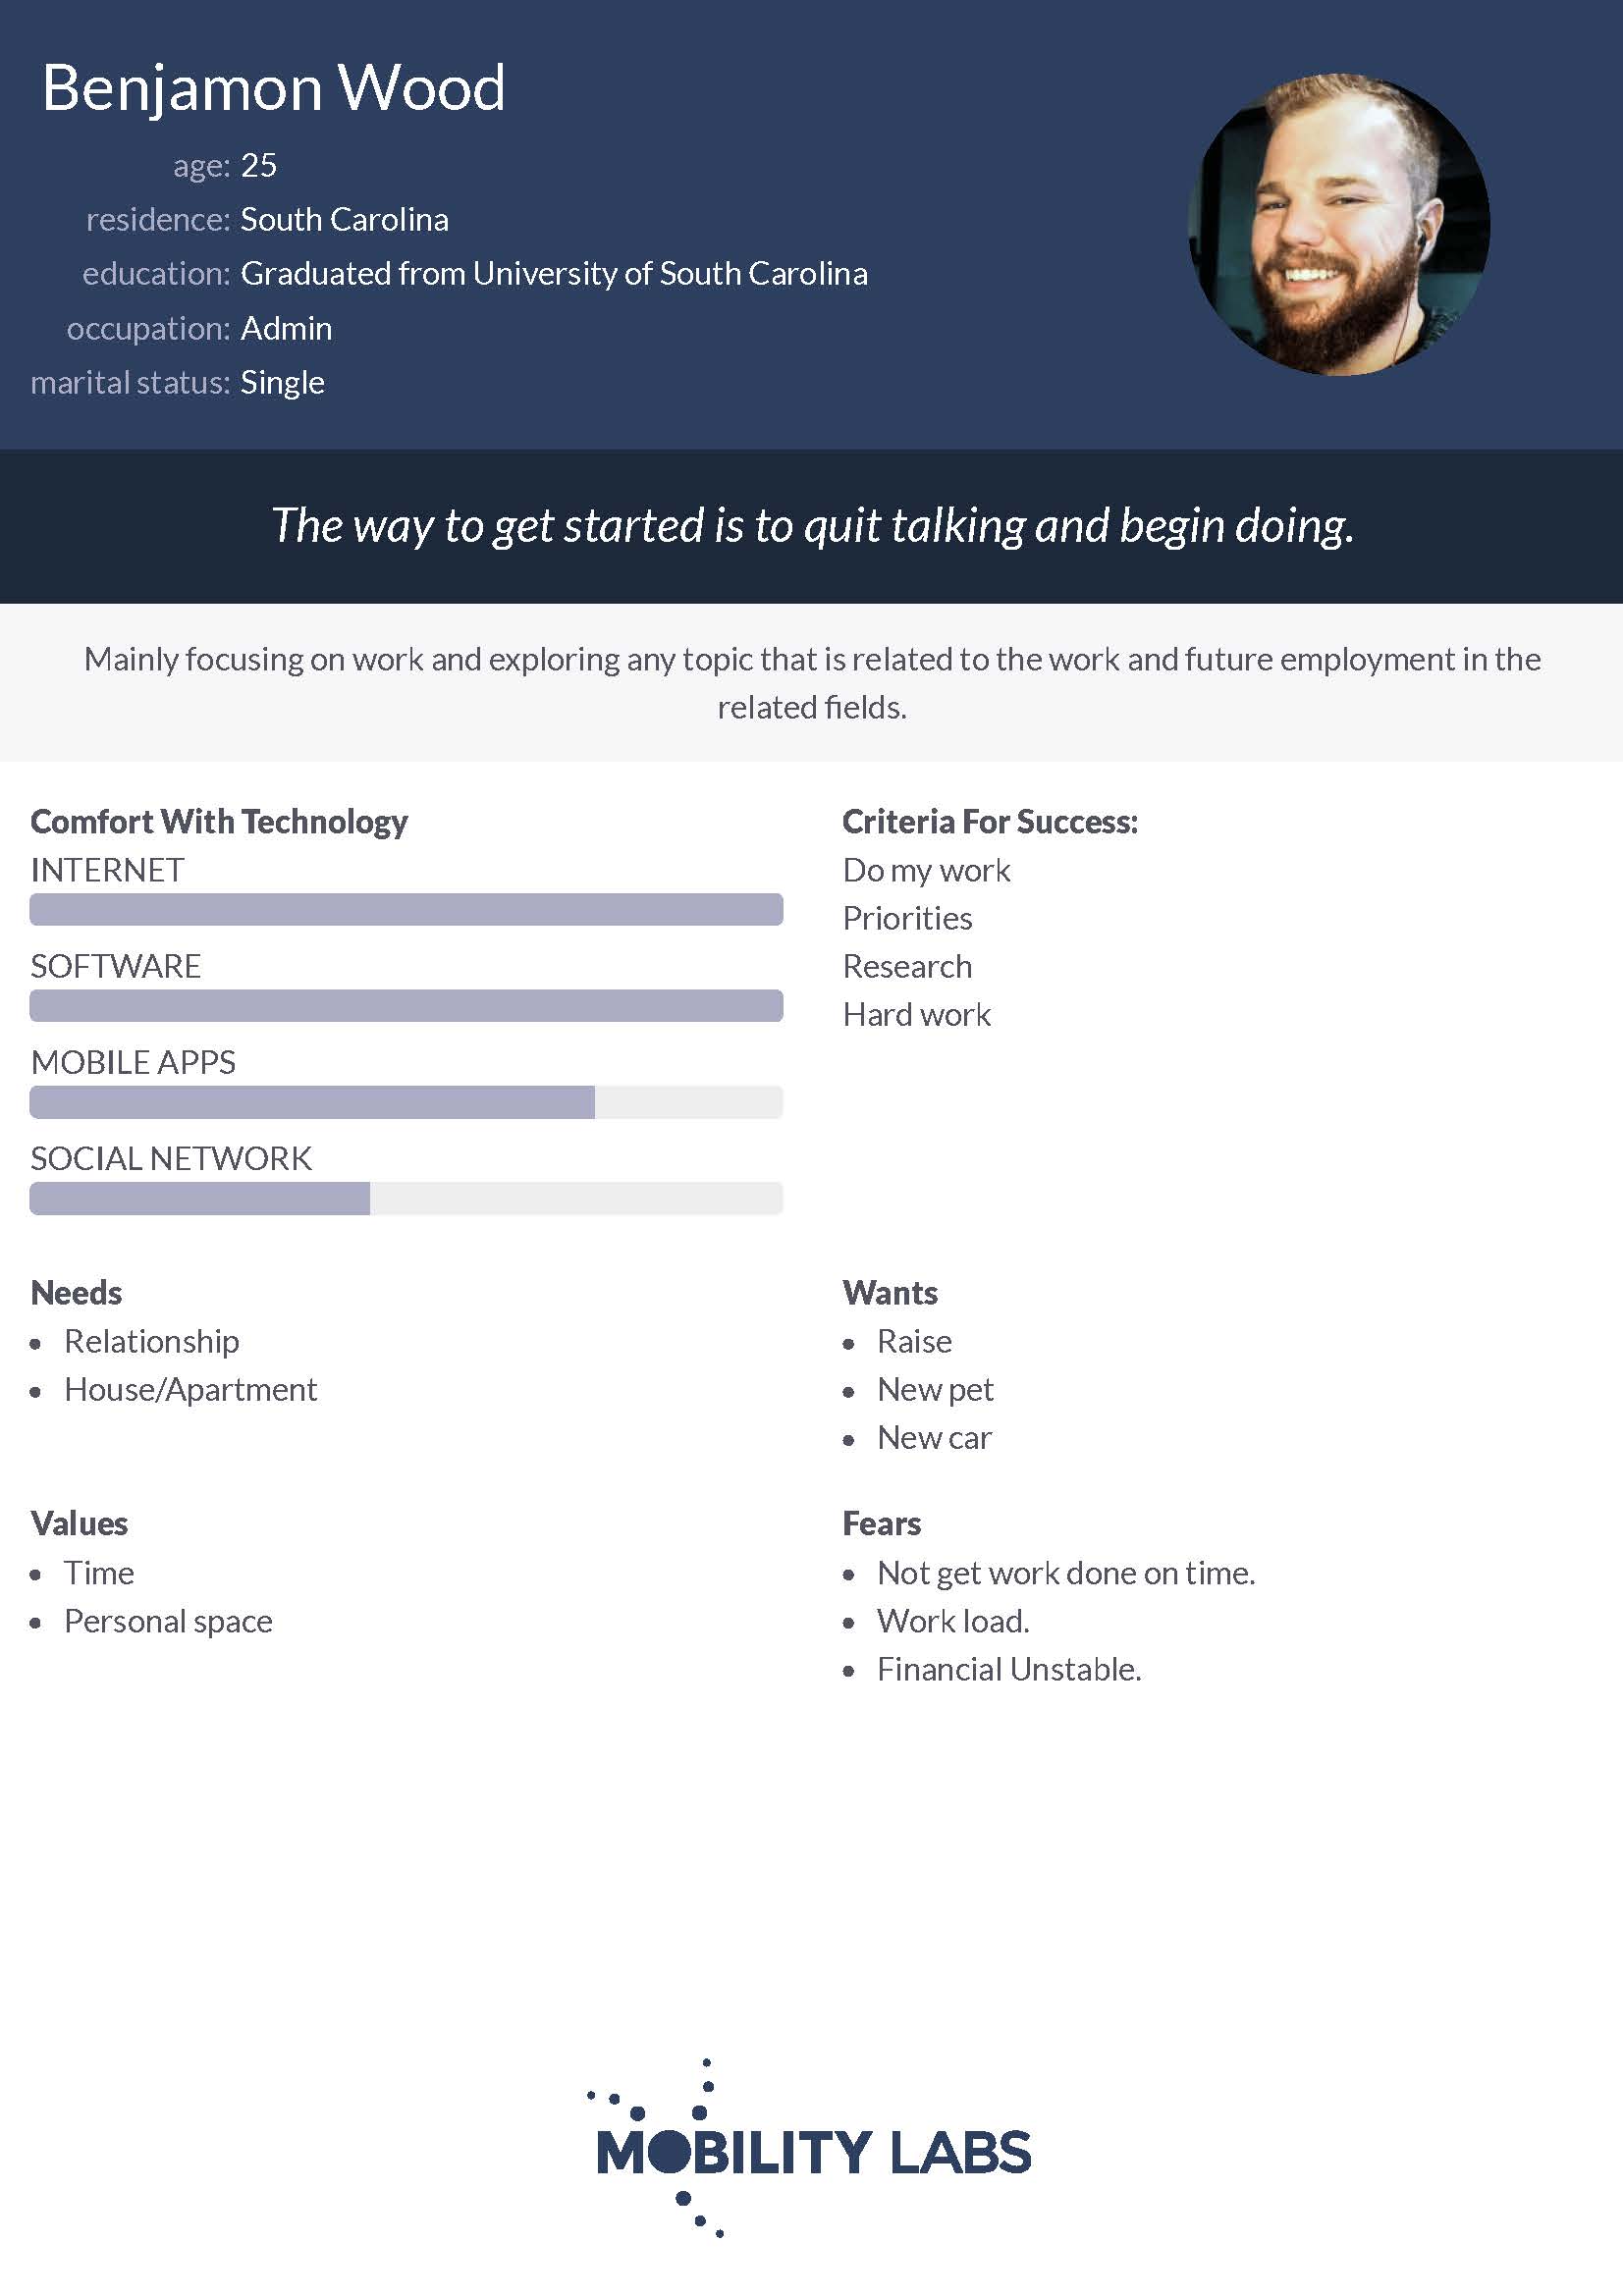 Benjamon Wood
age: 25
residence: South Carolina
education: Graduated from University of South Carolina
occupation: Admin
marital status: Single
The way to get started is to quit talking and begin doing.
Mainly focusing on work and exploring any topic that is related to the work and future employment in the
related fields.
Comfort With Technology
INTERNET
SOFTWARE
MOBILE APPS
SOCIAL NETWORK
Criteria For Success:
Do my work
Priorities
Research
Hard work
Needs
• Relationship
• House/Apartment
Wants
• Raise
• New pet
• New car
Values
• Time
• Personal space
Fears
• Not get work done on time.
• Work load.
• Financial Unstable.
MOBILITY LABS